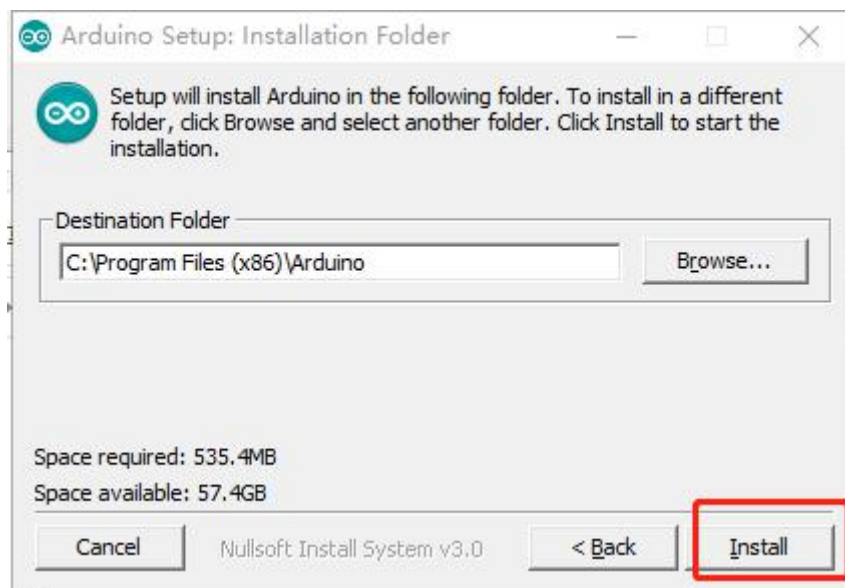 Arduino Setup: Installation Folder
Setup will install Arduino in the following folder. To install in a different
folder, click Browse and select another folder. Click Install to start the
installation.
Destination Folder
C:\Program Files (x86)\Arduino
Browse...
Space required: 535.4MB
Space available: 57.4GB
Cancel
Nullsoft Install System v3.0
< Back
Install